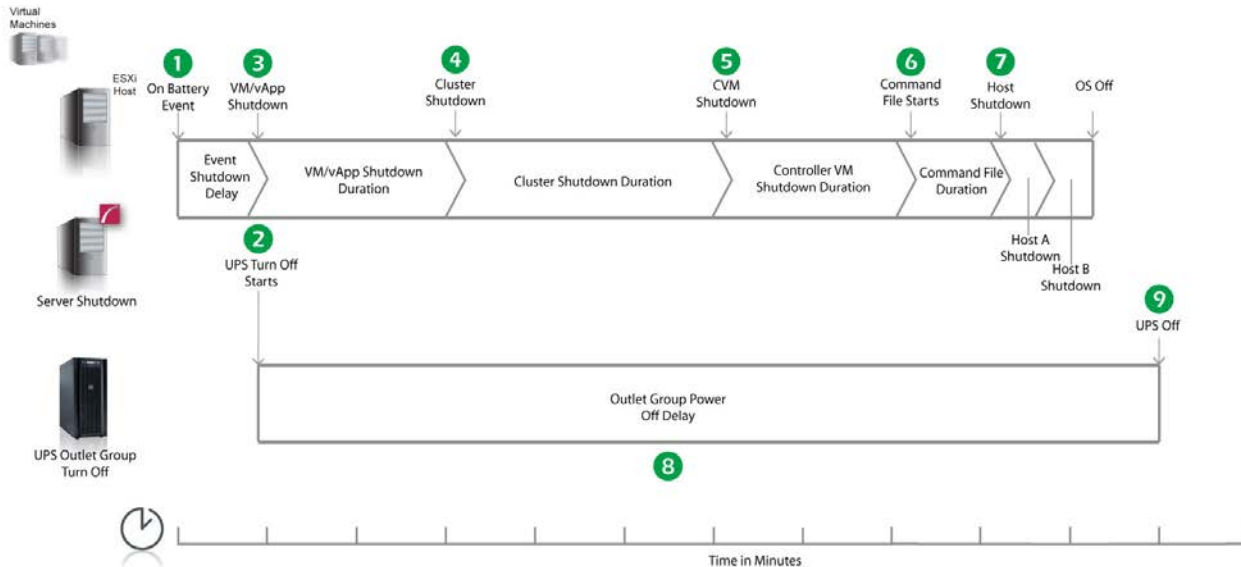 Virtual
Machines
ESXi
Host
1
On Battery
Event
3
VM/vApp
Shutdown
4
Cluster
Shutdown
5
CVM
Shutdown
6
Command
File Starts
7
Host
Shutdown
OS Off
Event
Shutdown
Delay
VM/vApp Shutdown
Duration
Cluster Shutdown Duration
Controller VM
Shutdown Duration
Command File
Duration
Host A
Shutdown
Host B
Shutdown
Server Shutdown
2
UPS Turn Off
Starts
9
UPS Off
Outlet Group Power
Off Delay
8
UPS Outlet Group
Turn Off
Time in Minutes